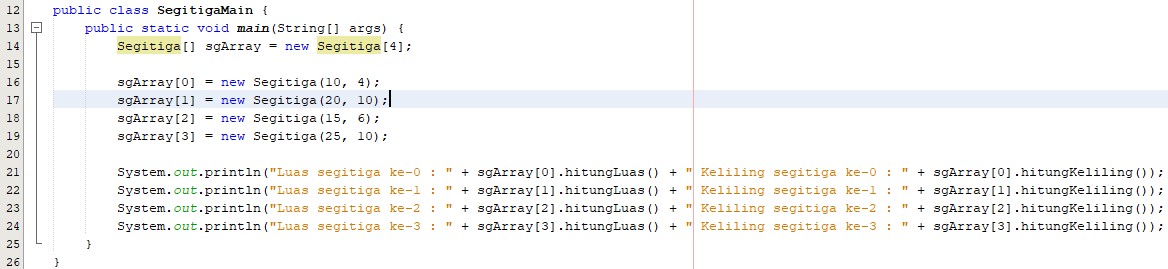 12 public class SegitigaMain {
13     public static void main(String[] args) {
14         Segitiga[] sgArray = new Segitiga[4];
15
16         sgArray[0] = new Segitiga(10, 4);
17         sgArray[1] = new Segitiga(20, 10);
18         sgArray[2] = new Segitiga(15, 6);
19         sgArray[3] = new Segitiga(25, 10);
20
21         System.out.println("Luas segitiga ke-0 : " + sgArray[0].hitungLuas() + " Keliling segitiga ke-0 : " + sgArray[0].hitungKeliling());
22         System.out.println("Luas segitiga ke-1 : " + sgArray[1].hitungLuas() + " Keliling segitiga ke-1 : " + sgArray[1].hitungKeliling());
23         System.out.println("Luas segitiga ke-2 : " + sgArray[2].hitungLuas() + " Keliling segitiga ke-2 : " + sgArray[2].hitungKeliling());
24         System.out.println("Luas segitiga ke-3 : " + sgArray[3].hitungLuas() + " Keliling segitiga ke-3 : " + sgArray[3].hitungKeliling());
25     }
26 }